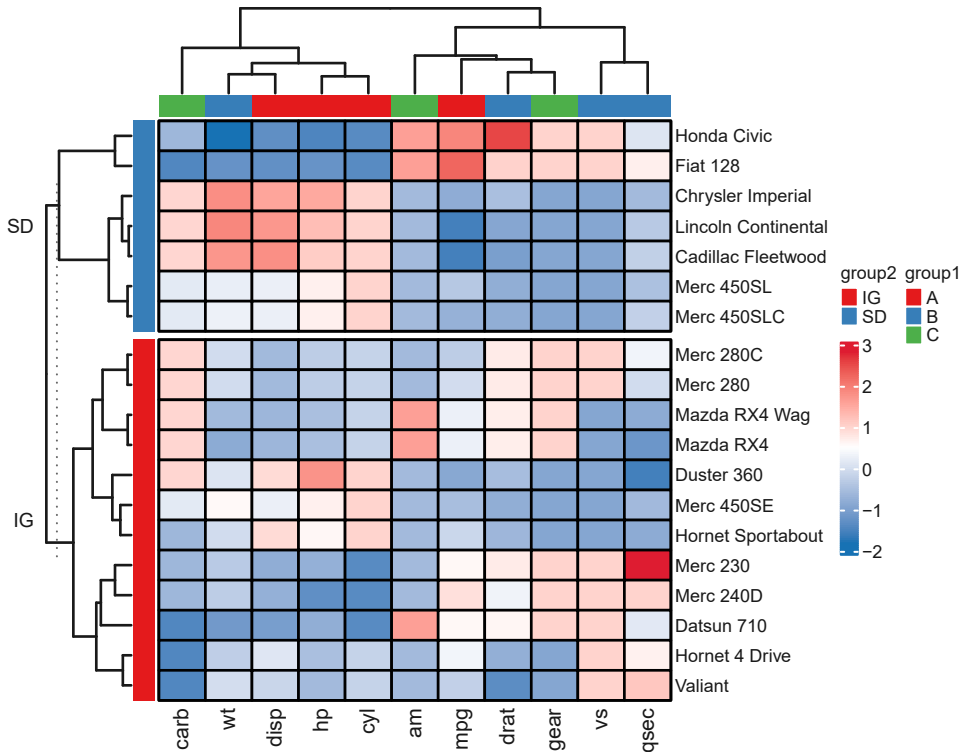 SD
IG
Honda Civic
Fiat 128
Chrysler Imperial
Lincoln Continental
Cadillac Fleetwood
Merc 450SL
Merc 450SLC
Merc 280C
Merc 280
Mazda RX4 Wag
Mazda RX4
Duster 360
Merc 450SE
Hornet Sportabout
Merc 230
Merc 240D
Datsun 710
Hornet 4 Drive
Valiant
carb wt disp hp cyl am mpg drat gear vs qsec
group2 group1
IG A
SD B
C
3
2
1
0
−1
−2